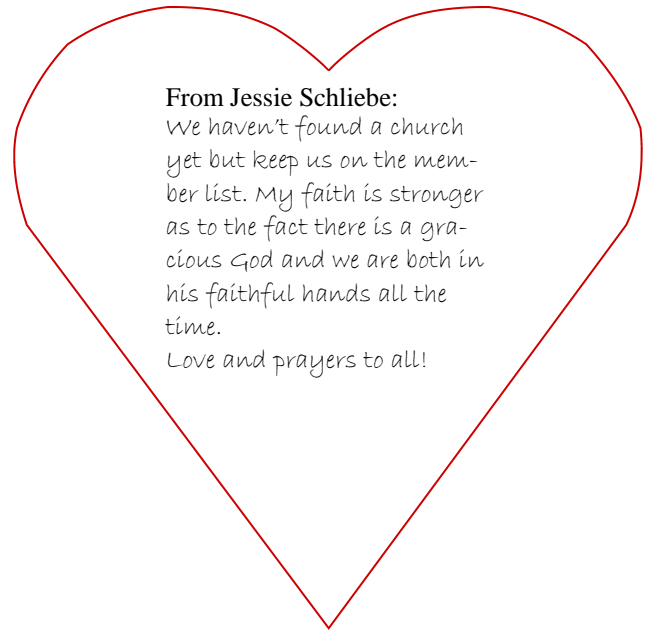 From Jessie Schliebe:
We haven't found a church
yet but keep us on the mem-
ber list. My faith is stronger
as to the fact there is a gra-
cious God and we are both in
his faithful hands all the
time.
Love and prayers to all!